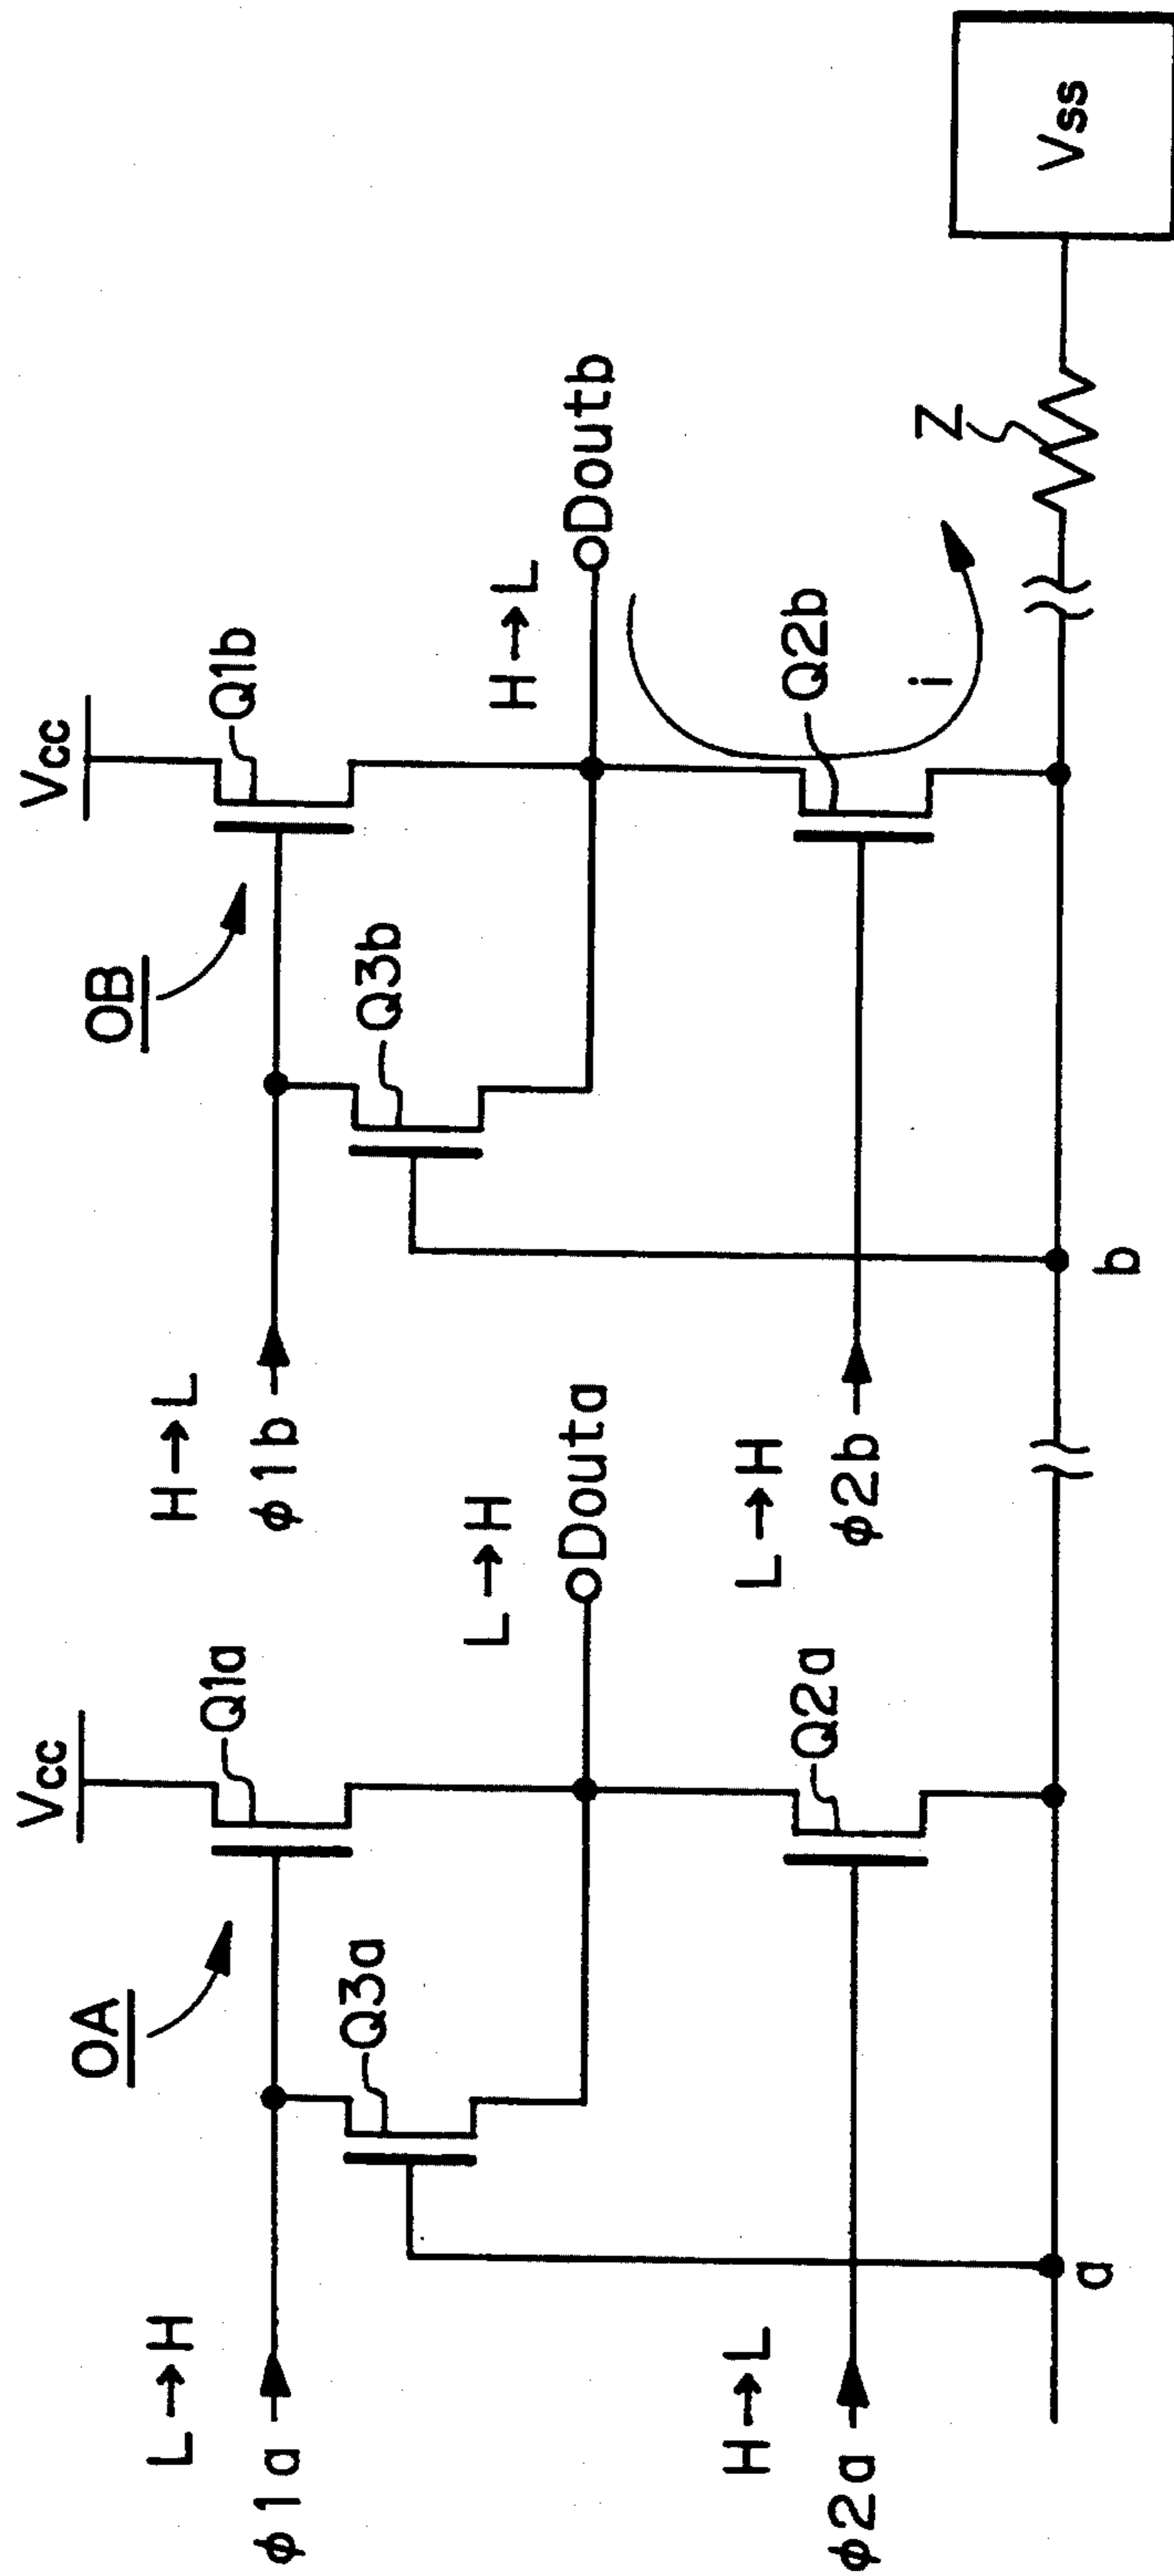 Vcc
Vcc
OA
Q1a
OB
Q1b
L→H
φ1a
Q3a
H→L
φ1b
Q3b
L→H
Douta
H→L
Doutb
H→L
φ2a
Q2a
L→H
φ2b
Q2b
i
Z
a
b
Vss